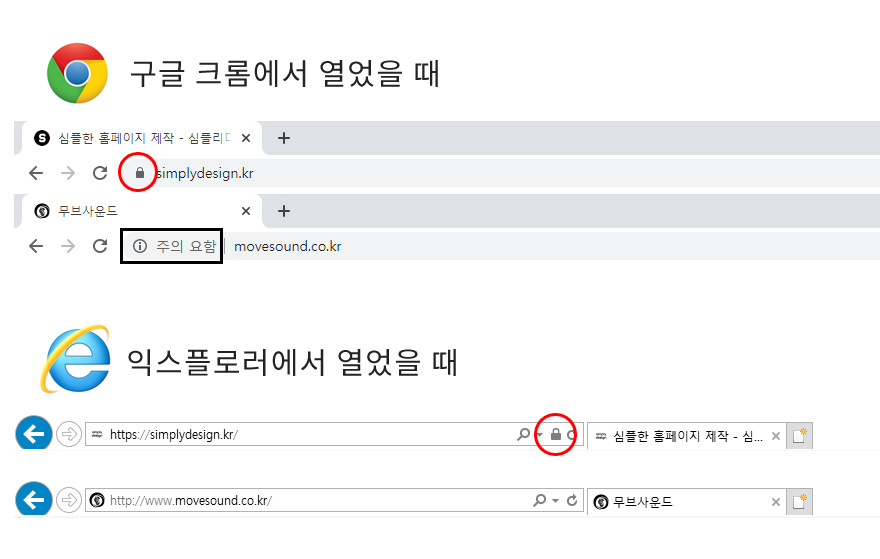 구글 크롬에서 열었을 때
심플한 홈페이지 제작 - 심플리디
simplydesign.kr
무브사운드
주의 요함 movesound.co.kr
익스플로러에서 열었을 때
https://simplydesign.kr/ 심플한 홈페이지 제작 - 심...
http://www.movesound.co.kr/ 무브사운드